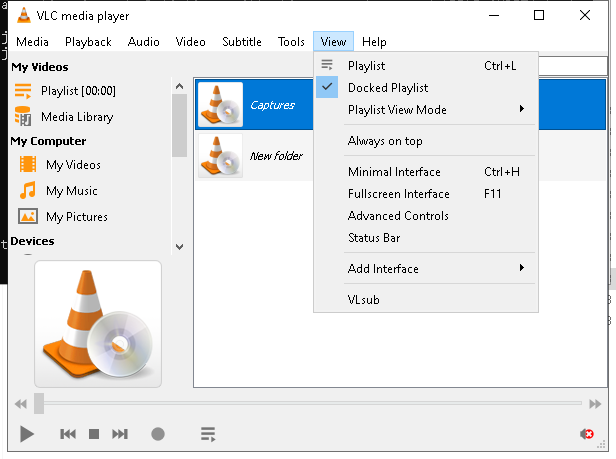 VLC media player
Media Playback Audio Video Subtitle Tools View Help
My Videos
Playlist [00:00]
Media Library
My Computer
My Videos
My Music
My Pictures
Devices
Captures
New folder
Playlist Ctrl+L
Docked Playlist
Playlist View Mode
Always on top
Minimal Interface Ctrl+H
Fullscreen Interface F11
Advanced Controls
Status Bar
Add Interface
VLsub